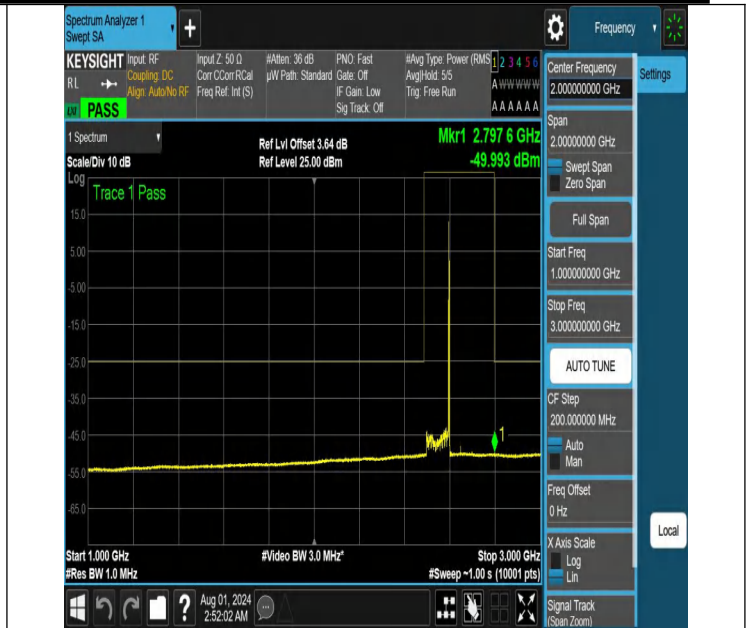 Spectrum Analyzer 1
Swept SA
+
Frequency
KEYSIGHT
RL
PASS
Input: RF
Coupling: DC
Align: Auto/No RF
Input Z: 50 Ω
Corr CCorr RCal
Freq Ref: Int (S)
#Atten: 36 dB
µW Path: Standard
PNO: Fast
Gate: Off
IF Gain: Low
Sig Track: Off
#Avg Type: Power (RMS
Avg|Hold: 5/5
Trig: Free Run
1 2 3 4 5 6
A W W W W W
A A A A A A
Center Frequency
2.000000000 GHz
Settings
Span
2.00000000 GHz
Swept Span
Zero Span
Full Span
Start Freq
1.000000000 GHz
Stop Freq
3.000000000 GHz
AUTO TUNE
CF Step
200.000000 MHz
Auto
Man
Freq Offset
0 Hz
X Axis Scale
Log
Lin
Signal Track
(Span Zoom)
Local
1 Spectrum
Scale/Div 10 dB
Log
Ref Lvl Offset 3.64 dB
Ref Level 25.00 dBm
Mkr1 2.797 6 GHz
-49.993 dBm
Trace 1 Pass
15.0
5.00
-5.00
-15.0
-25.0
-35.0
-45.0
-55.0
-65.0
1
Start 1.000 GHz
#Res BW 1.0 MHz
#Video BW 3.0 MHz*
Stop 3.000 GHz
#Sweep ~1.00 s (10001 pts)
?
Aug 01, 2024
2:52:02 AM